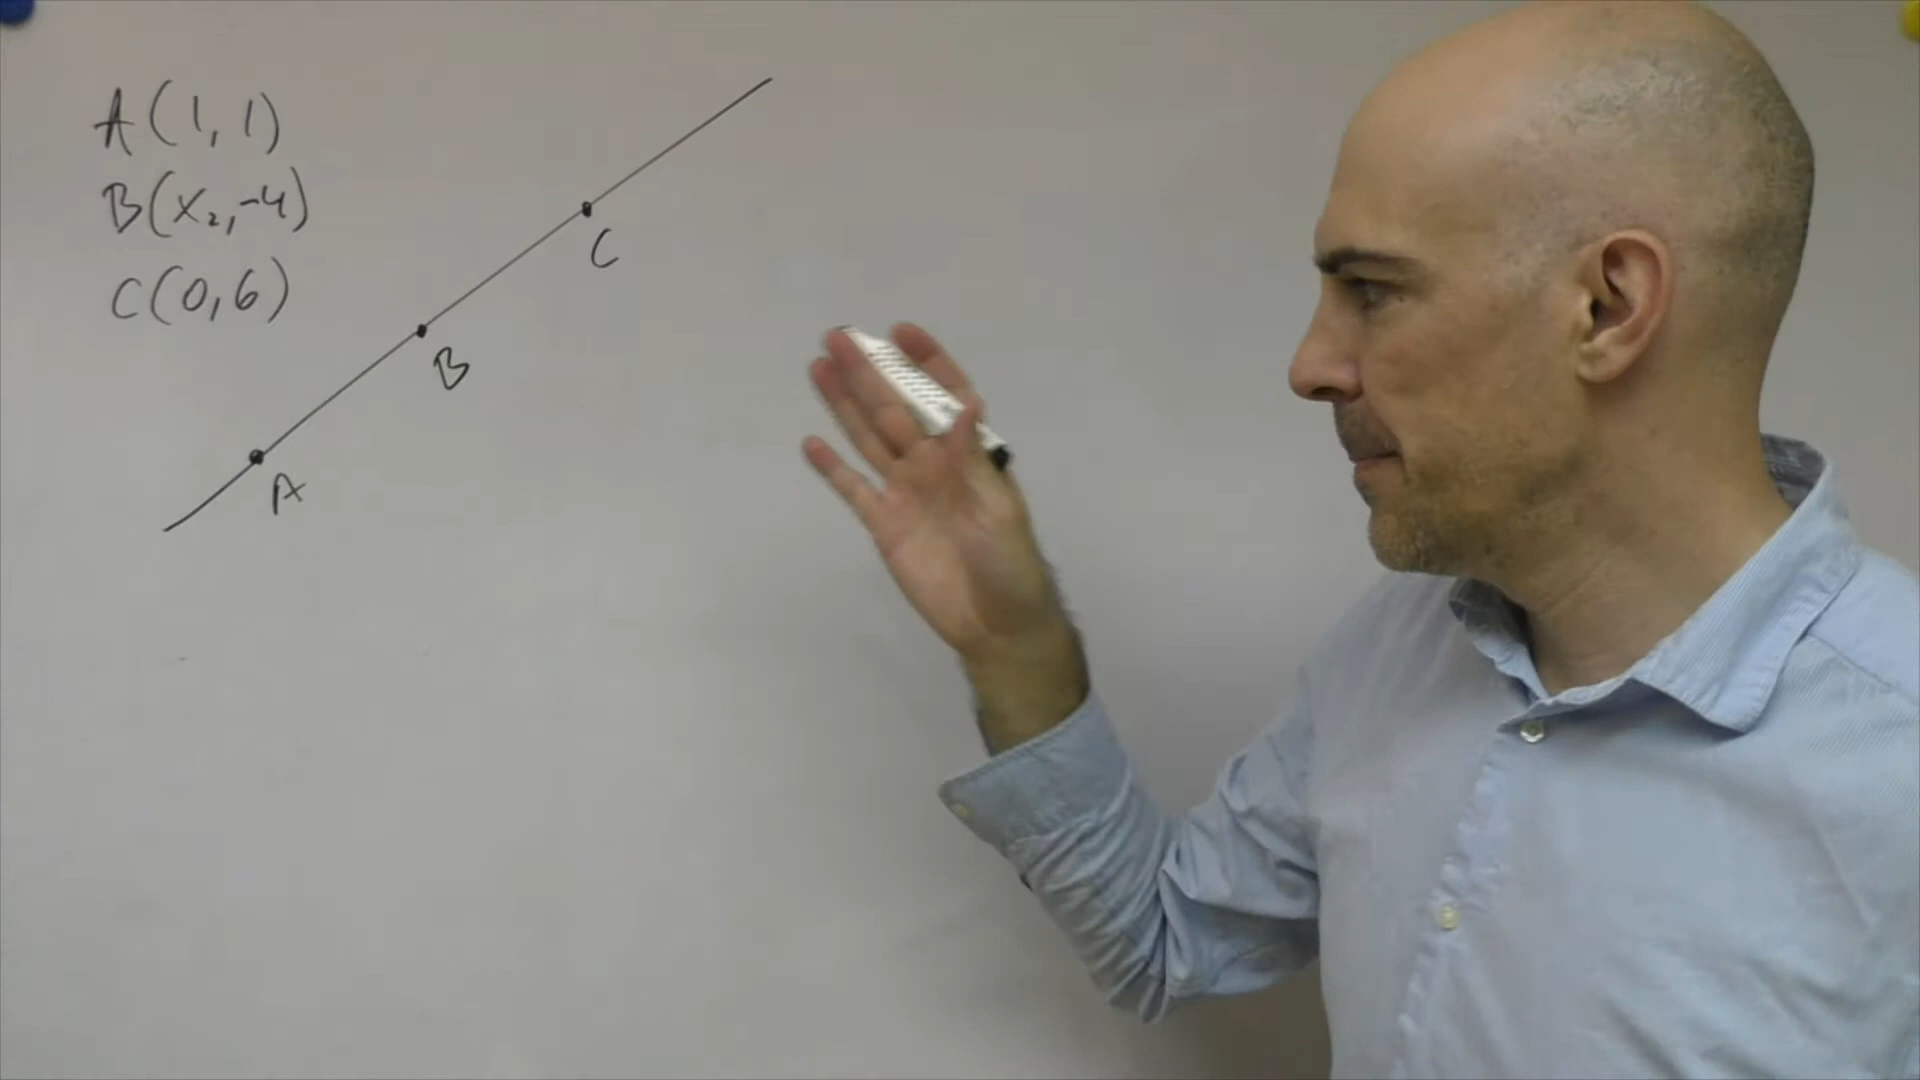 A(1,1)
B(x₂,-4)
C(0,6)
C
B
A